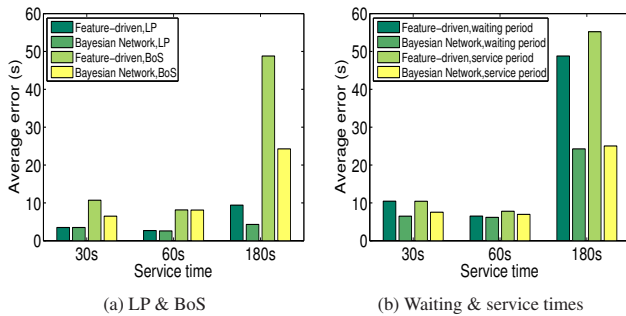 Average error (s)
60
50
40
30
20
10
0
Feature-driven,LP
Bayesian Network,LP
Feature-driven,BoS
Bayesian Network,BoS
30s
60s
180s
Service time
(a) LP & BoS
Average error (s)
60
50
40
30
20
10
0
Feature-driven,waiting period
Bayesian Network,waiting period
Feature-driven,service period
Bayesian Network,service period
30s
60s
180s
Service time
(b) Waiting & service times